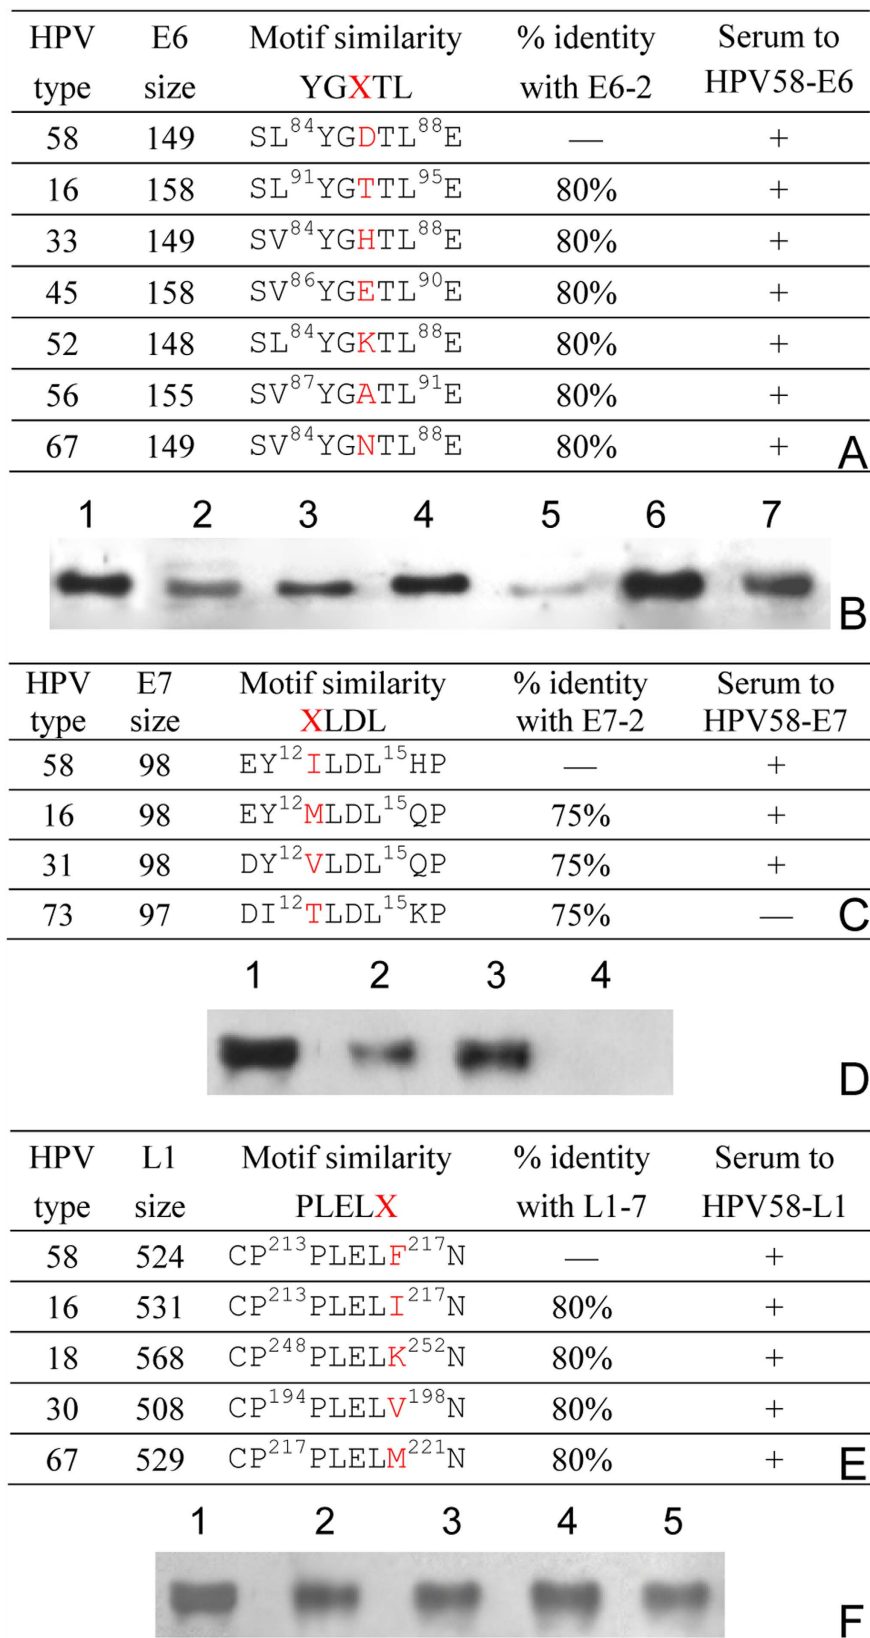 HPV E6 Motif similarity % identity Serum to
type size YGXTL with E6-2 HPV58-E6
58 149 SL⁸⁴YGDTL⁸⁸E — +
16 158 SL⁹¹YGTTL⁹⁵E 80% +
33 149 SV⁸⁴YGHTL⁸⁸E 80% +
45 158 SV⁸⁶YGETL⁹⁰E 80% +
52 148 SL⁸⁴YGKTL⁸⁸E 80% +
56 155 SV⁸⁷YGATL⁹¹E 80% +
67 149 SV⁸⁴YGNTL⁸⁸E 80% +
A
1 2 3 4 5 6 7
B
HPV E7 Motif similarity % identity Serum to
type size XLDL with E7-2 HPV58-E7
58 98 EY¹²ILDL¹⁵HP — +
16 98 EY¹²MLDL¹⁵QP 75% +
31 98 DY¹²VLDL¹⁵QP 75% +
73 97 DI¹²TLDL¹⁵KP 75% —
C
1 2 3 4
D
HPV L1 Motif similarity % identity Serum to
type size PLELX with L1-7 HPV58-L1
58 524 CP²¹³PLELF²¹⁷N — +
16 531 CP²¹³PLELI²¹⁷N 80% +
18 568 CP²⁴⁸PLELK²⁵²N 80% +
30 508 CP¹⁹⁴PLELV¹⁹⁸N 80% +
67 529 CP²¹⁷PLELM²²¹N 80% +
E
1 2 3 4 5
F